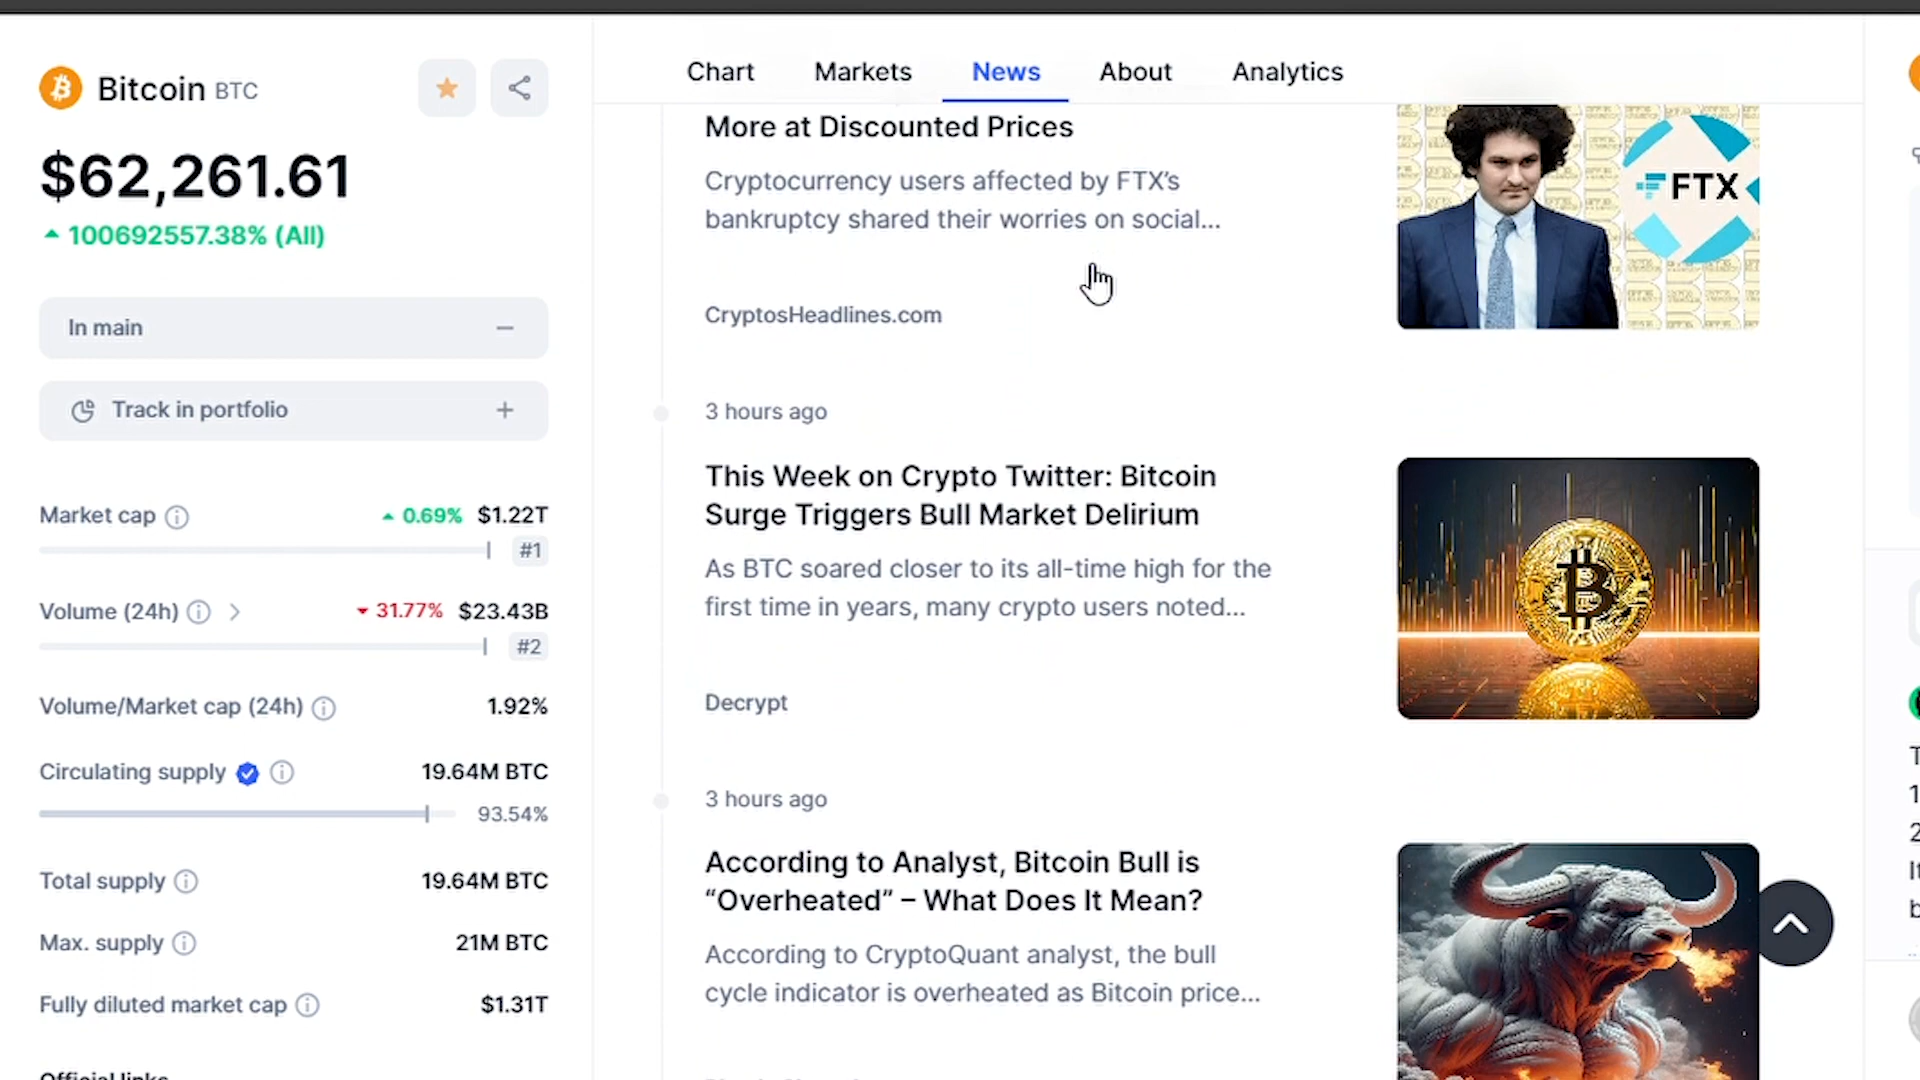 Bitcoin BTC
$62,261.61
100692557.38% (All)
In main
Track in portfolio
Market cap 0.69% $1.22T
#1
Volume (24h) 31.77% $23.43B
#2
Volume/Market cap (24h) 1.92%
Circulating supply 19.64M BTC
93.54%
Total supply 19.64M BTC
Max. supply 21M BTC
Fully diluted market cap $1.31T
Official links
Chart Markets News About Analytics
More at Discounted Prices
Cryptocurrency users affected by FTX's
bankruptcy shared their worries on social...
CryptosHeadlines.com
FTX
3 hours ago
This Week on Crypto Twitter: Bitcoin
Surge Triggers Bull Market Delirium
As BTC soared closer to its all-time high for the
first time in years, many crypto users noted...
Decrypt
3 hours ago
According to Analyst, Bitcoin Bull is
“Overheated” – What Does It Mean?
According to CryptoQuant analyst, the bull
cycle indicator is overheated as Bitcoin price...